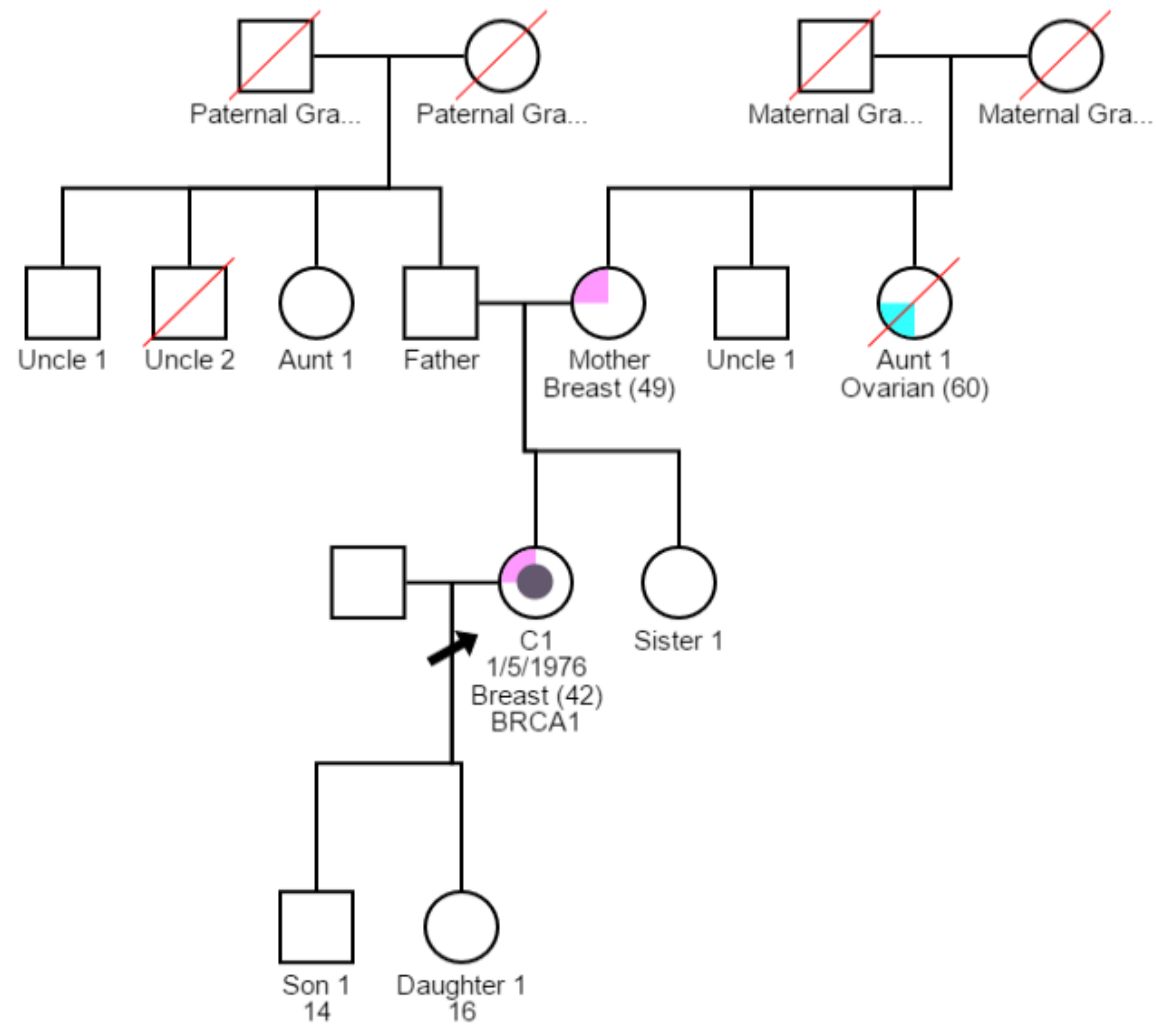 Paternal Gra...
Paternal Gra...
Maternal Gra...
Maternal Gra...
Uncle 1
Uncle 2
Aunt 1
Father
Mother
Breast (49)
Uncle 1
Aunt 1
Ovarian (60)
C1
1/5/1976
Breast (42)
BRCA1
Sister 1
Son 1
14
Daughter 1
16